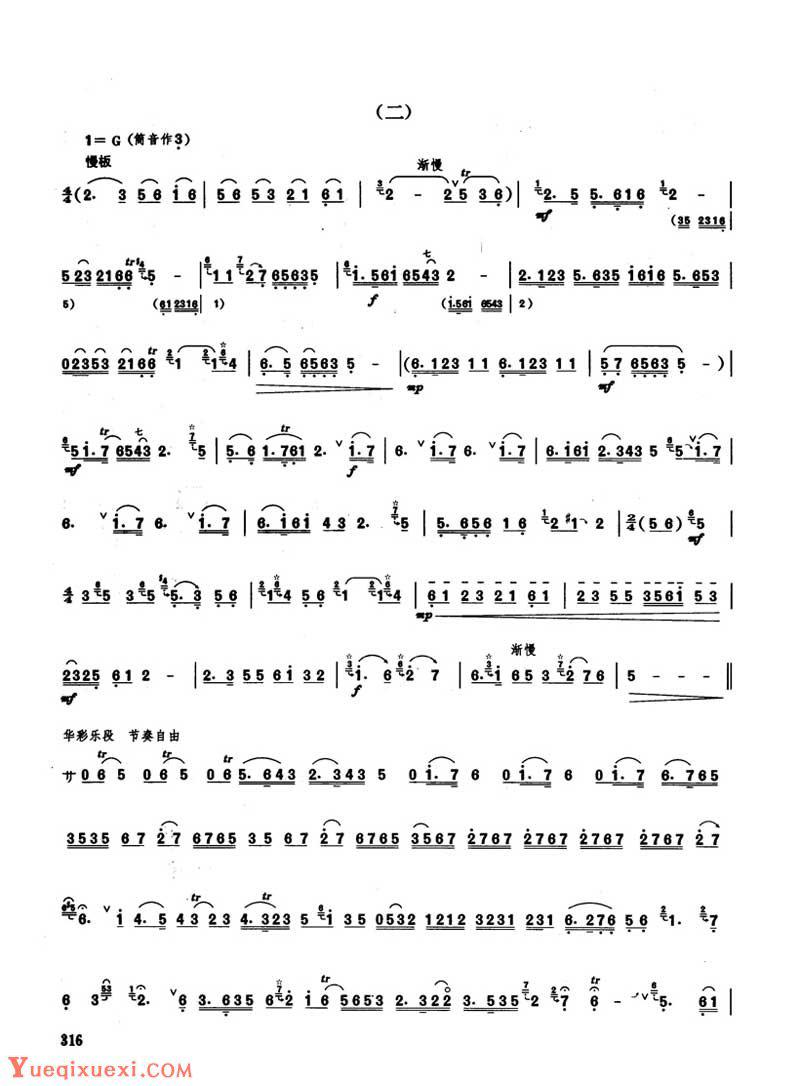 （二）
1= G（筒音作3）
慢板
渐慢
4/4 (2. 3 5 6 i 6 | 5 6 5 3 2 1 6 1 | 2 - 2 5 3 6 ) | 2. 5 5. 6 1 6 2 - |
mf
(35 2316
5 23 2166 5 - | 11 27 65635 | i. 56i 6543 2 - | 2. 123 5. 635 i6i6 5. 653 |
5) (612316 | 1) f (i.56i 6543 | 2)
02353 2166 1 1 4 | 6. 5 6563 5 - | (6. 123 11 6. 123 11 | 5 7 6563 5 - ) |
mp mf
5 i. 7 6543 2. 5 | 5. 6 1. 761 2. i. 7 | 6. i. 7 6. i. 7 | 6. i6i 2. 343 5 5 i. 7 |
mf f
6. i. 7 6. i. 7 | 6. i6i 4 3 2. 5 | 5. 656 1 6 2 #1 2 | 2/4 (5 6) 5 |
mf
4/4 3 5 3 5 5. 3 5 6 | 1 4 5 6 1 1 4 | 6 1 2 3 2 1 6 1 | 2 3 5 5 356i 5 3 |
mp
渐慢
2325 6 1 2 - | 2. 3 5 5 6 i 3 2 | i. 6 2. 7 | 6. i 6 5 3 2 7 6 | 5 - - - ‖
mf f
华彩乐段 节奏自由
サ 0 6 5 0 6 5 0 6 5. 643 2. 343 5 0 i. 7 6 0 i. 7 6 0 i. 7 6. 765
3535 6 7 2 7 6765 3 5 6 7 2 7 6765 3567 2767 2767 2767 2767 2 7
6. i 4. 5 4 3 2 3 4. 323 5 i 3 5 0532 1212 3231 231 6. 276 5 6 1. 7
6 3 2. 6 3. 635 6 2 i 6 5653 2. 322 3. 535 2 7 6 - 5. 6 1 |
316
Yueqixuexi.com